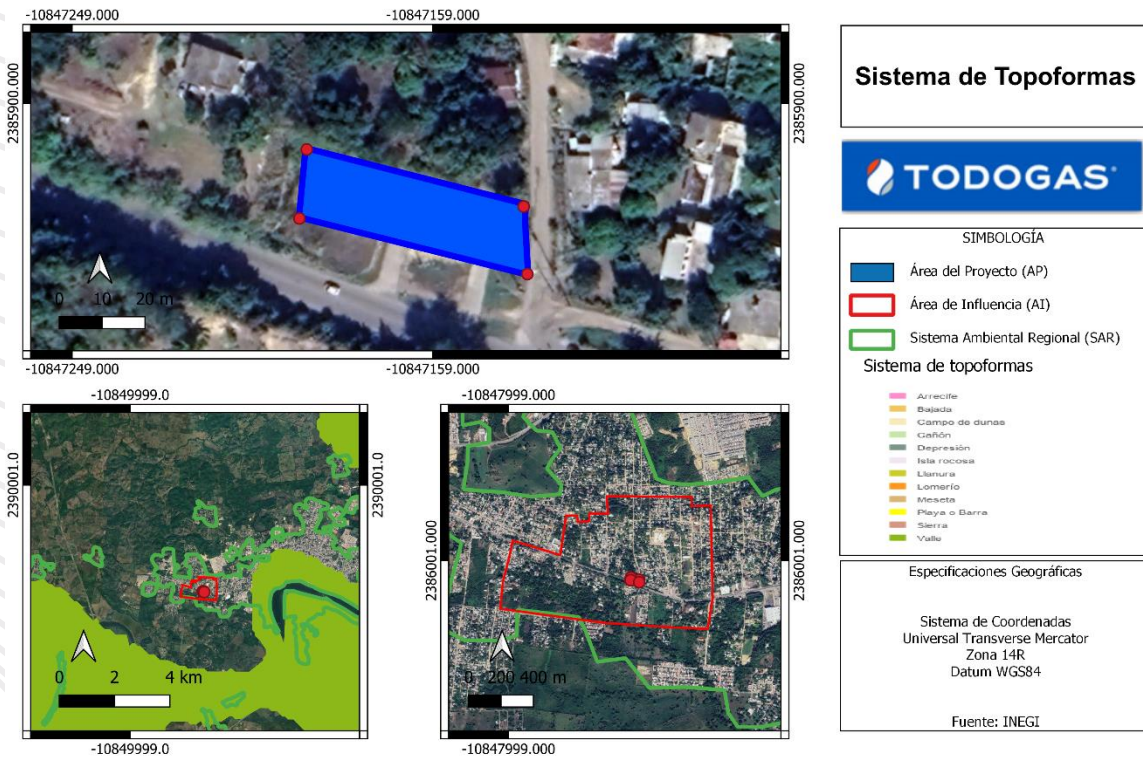 -10847249.000
-10847159.000
2385900.000
2385900.000
0 10 20 m
-10847249.000
-10847159.000
-10849999.0
2390001.0
2390001.0
0 2 4 km
-10849999.0
-10847999.000
2386001.000
2386001.000
0 200 400 m
-10847999.000
Sistema de Topoformas
TODOGAS®
SIMBOLOGÍA
Área del Proyecto (AP)
Área de Influencia (AI)
Sistema Ambiental Regional (SAR)
Sistema de topoformas
Arrecife
Bajada
Campo de dunas
Cañón
Depresión
Isla rocosa
Llanura
Lomerío
Meseta
Playa o Barra
Sierra
Valle
Especificaciones Geográficas
Sistema de Coordenadas
Universal Transverse Mercator
Zona 14R
Datum WGS84
Fuente: INEGI